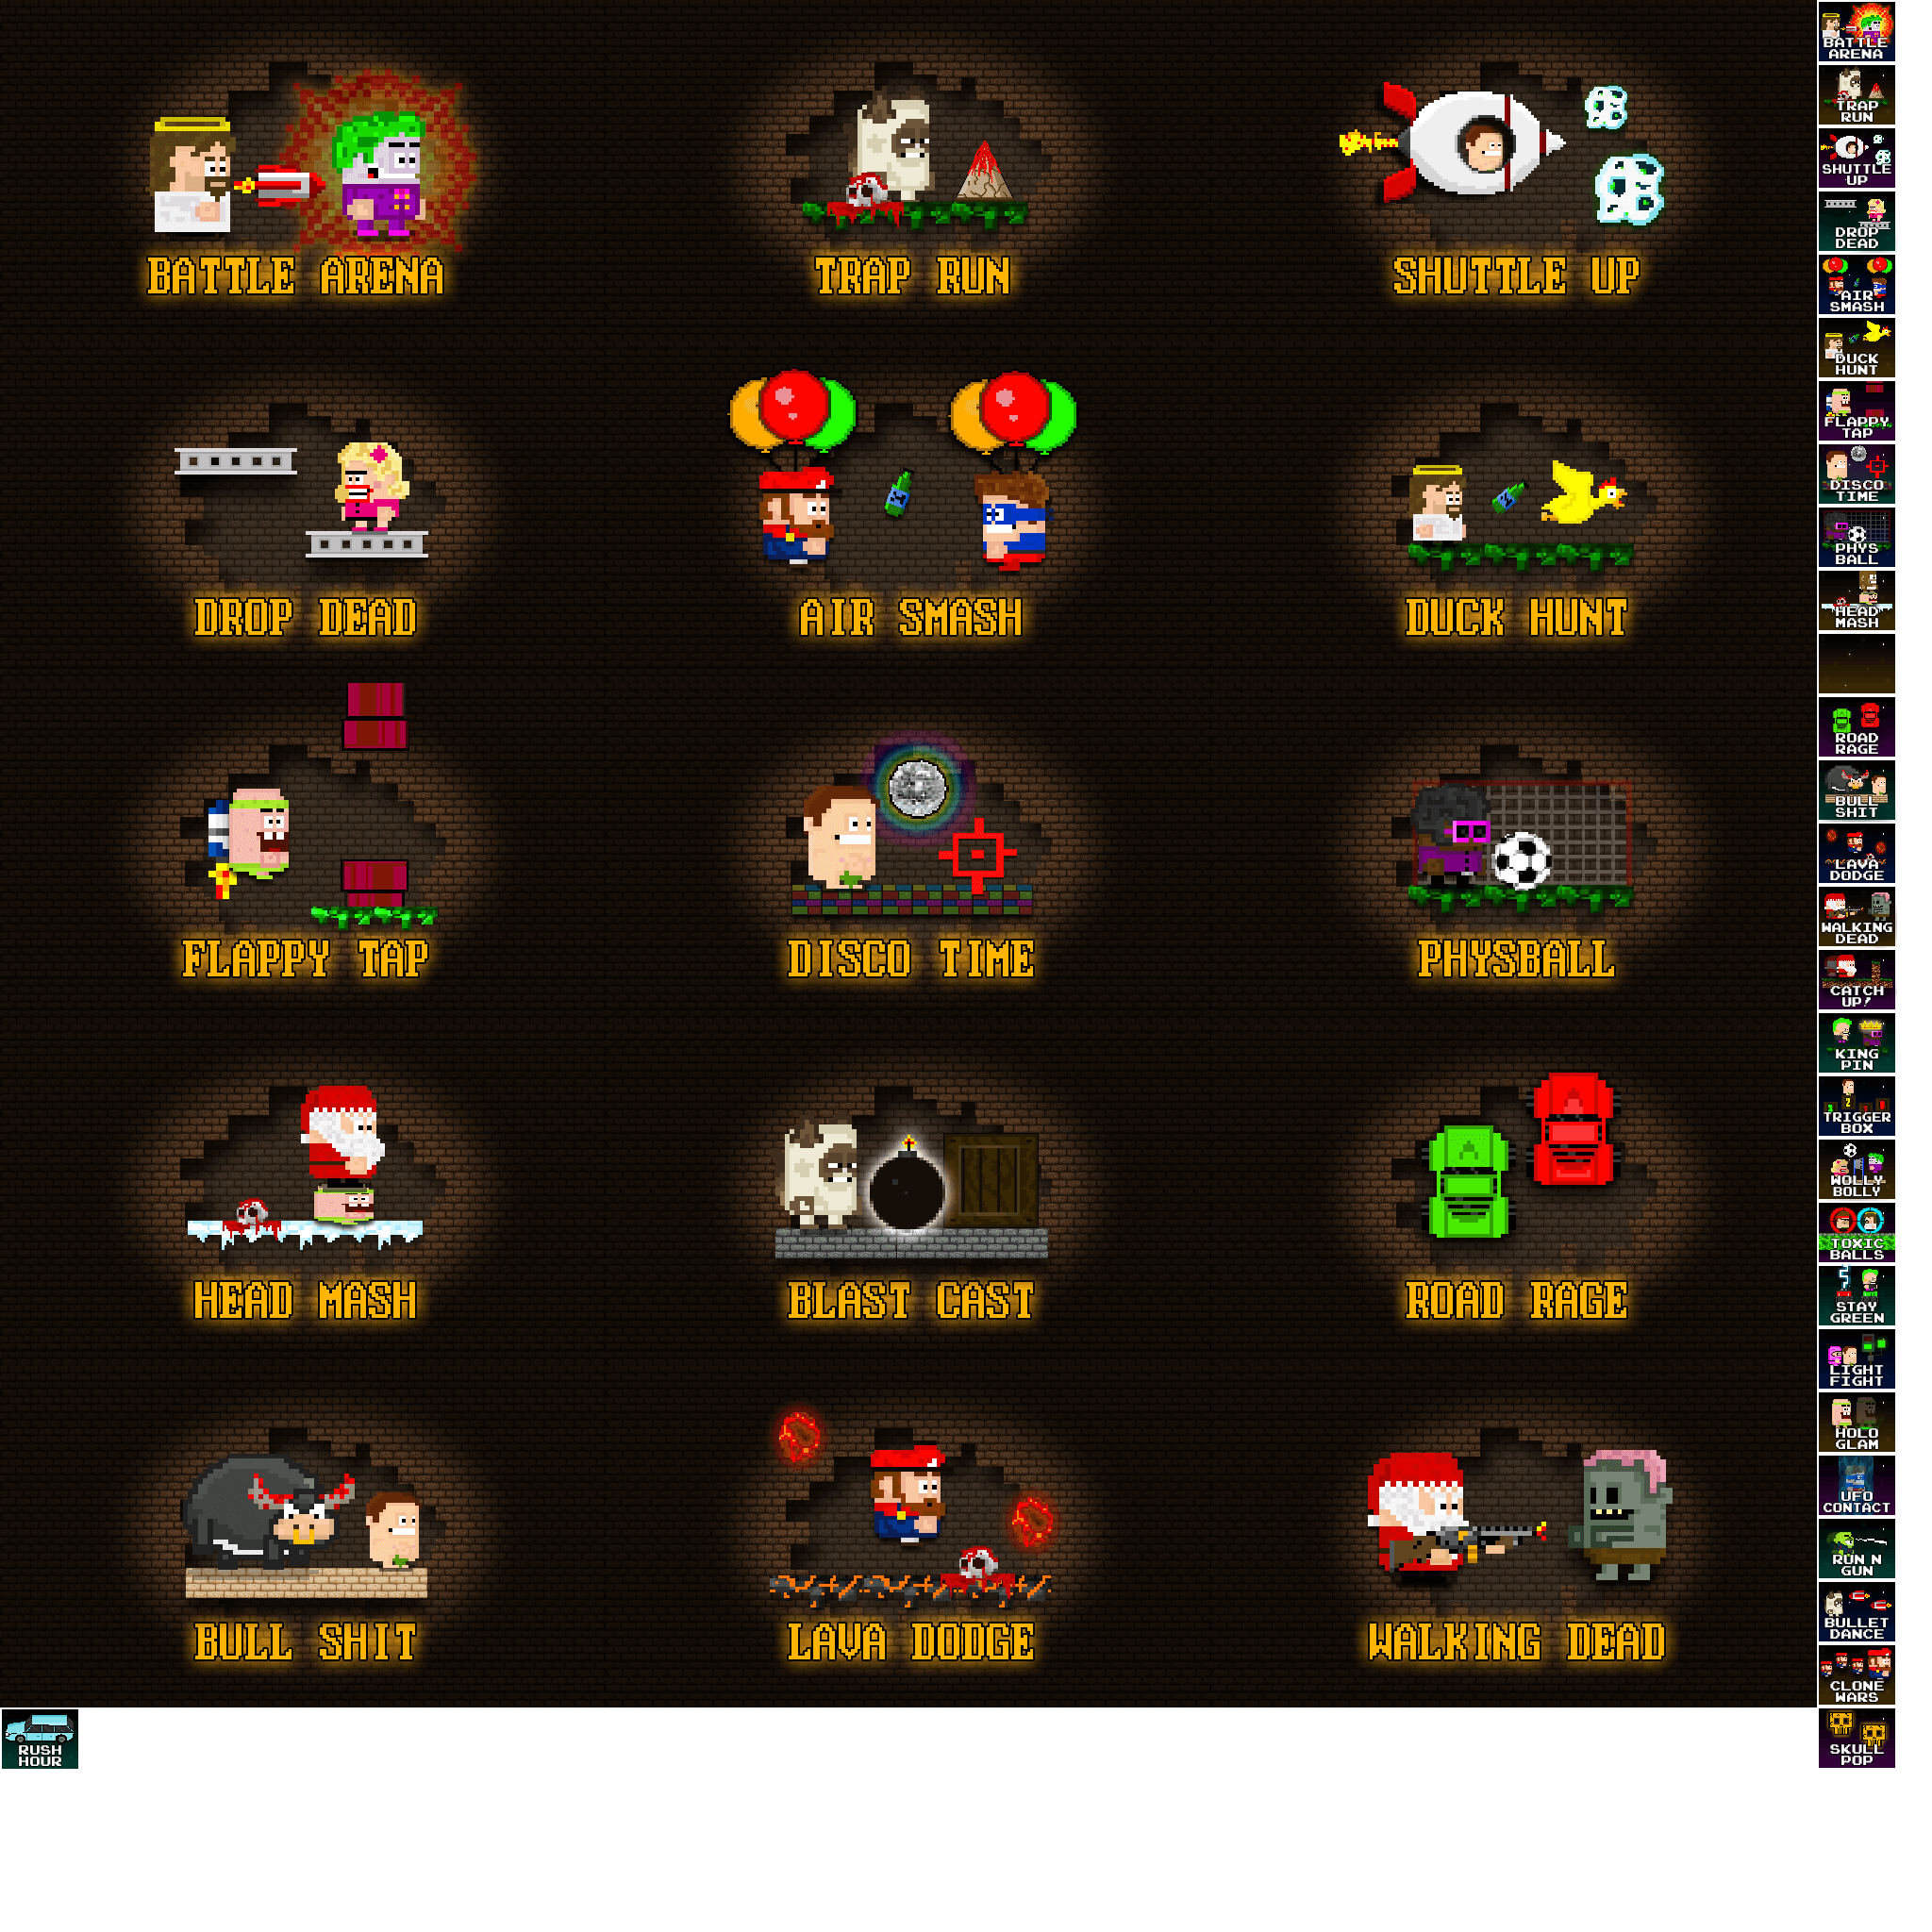 BATTLE ARENA
TRAP RUN
SHUTTLE UP
DROP DEAD
AIR SMASH
DUCK HUNT
FLAPPY TAP
DISCO TIME
PHYSBALL
HEAD MASH
BLAST CAST
ROAD RAGE
BULL SHIT
LAVA DODGE
WALKING DEAD
BATTLE
ARENA
TRAP
RUN
SHUTTLE
UP
DROP
DEAD
AIR
SMASH
DUCK
HUNT
FLAPPY
TAP
DISCO
TIME
PHYS
BALL
HEAD
MASH
ROAD
RAGE
BULL
SHIT
LAVA
DODGE
WALKING
DEAD
CATCH
UP!
KING
PIN
2
TRIGGER
BOX
WOLLY
BOLLY
TOXIC
BALLS
STAY
GREEN
LIGHT
FIGHT
HOLO
GLAM
UFO
CONTACT
RUN N
GUN
BULLET
DANCE
CLONE
WARS
SKULL
POP
RUSH
HOUR